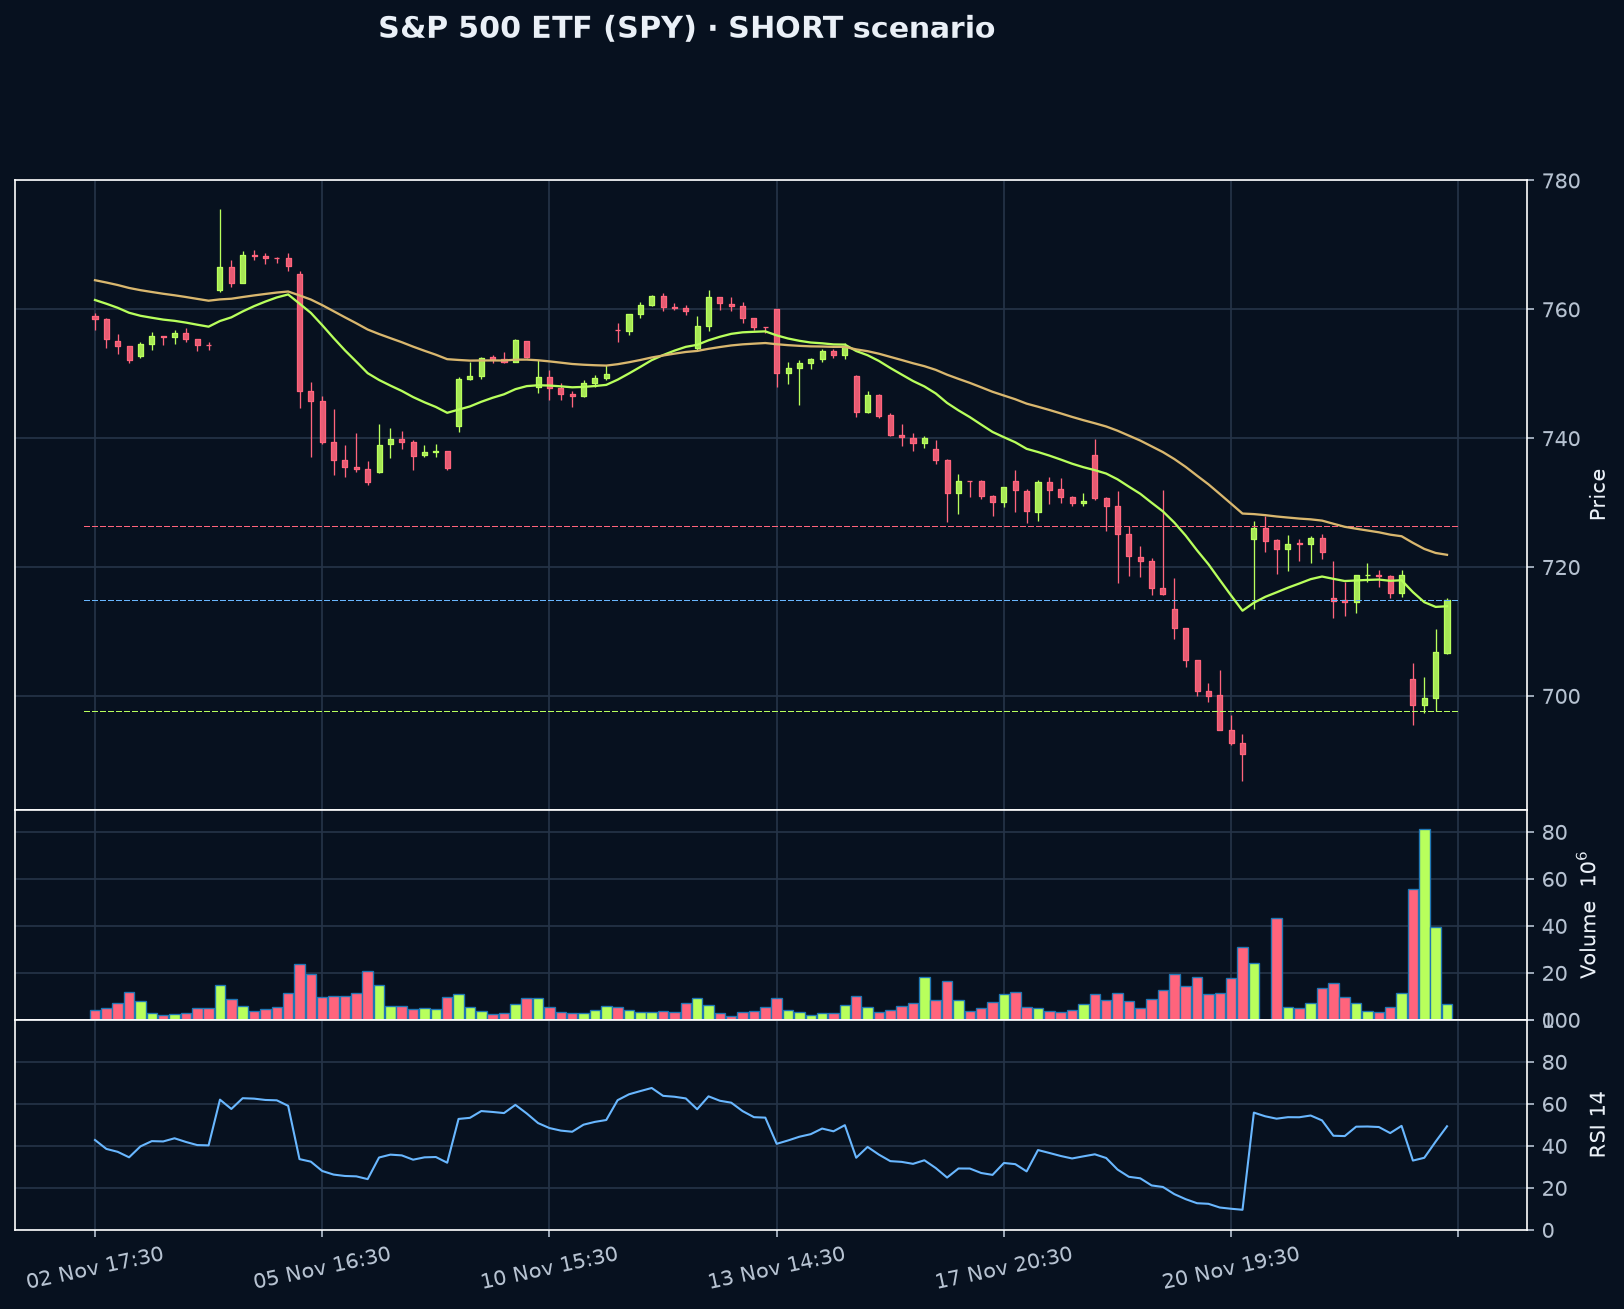 S&P 500 ETF (SPY) · SHORT scenario
780
760
740
720
700
Price
80
60
40
20
0
Volume 10⁶
100
80
60
40
20
0
RSI 14
02 Nov 17:30
05 Nov 16:30
10 Nov 15:30
13 Nov 14:30
17 Nov 20:30
20 Nov 19:30